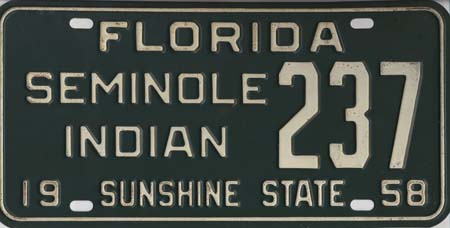 FLORIDA
SEMINOLE
INDIAN
237
19 SUNSHINE STATE 58